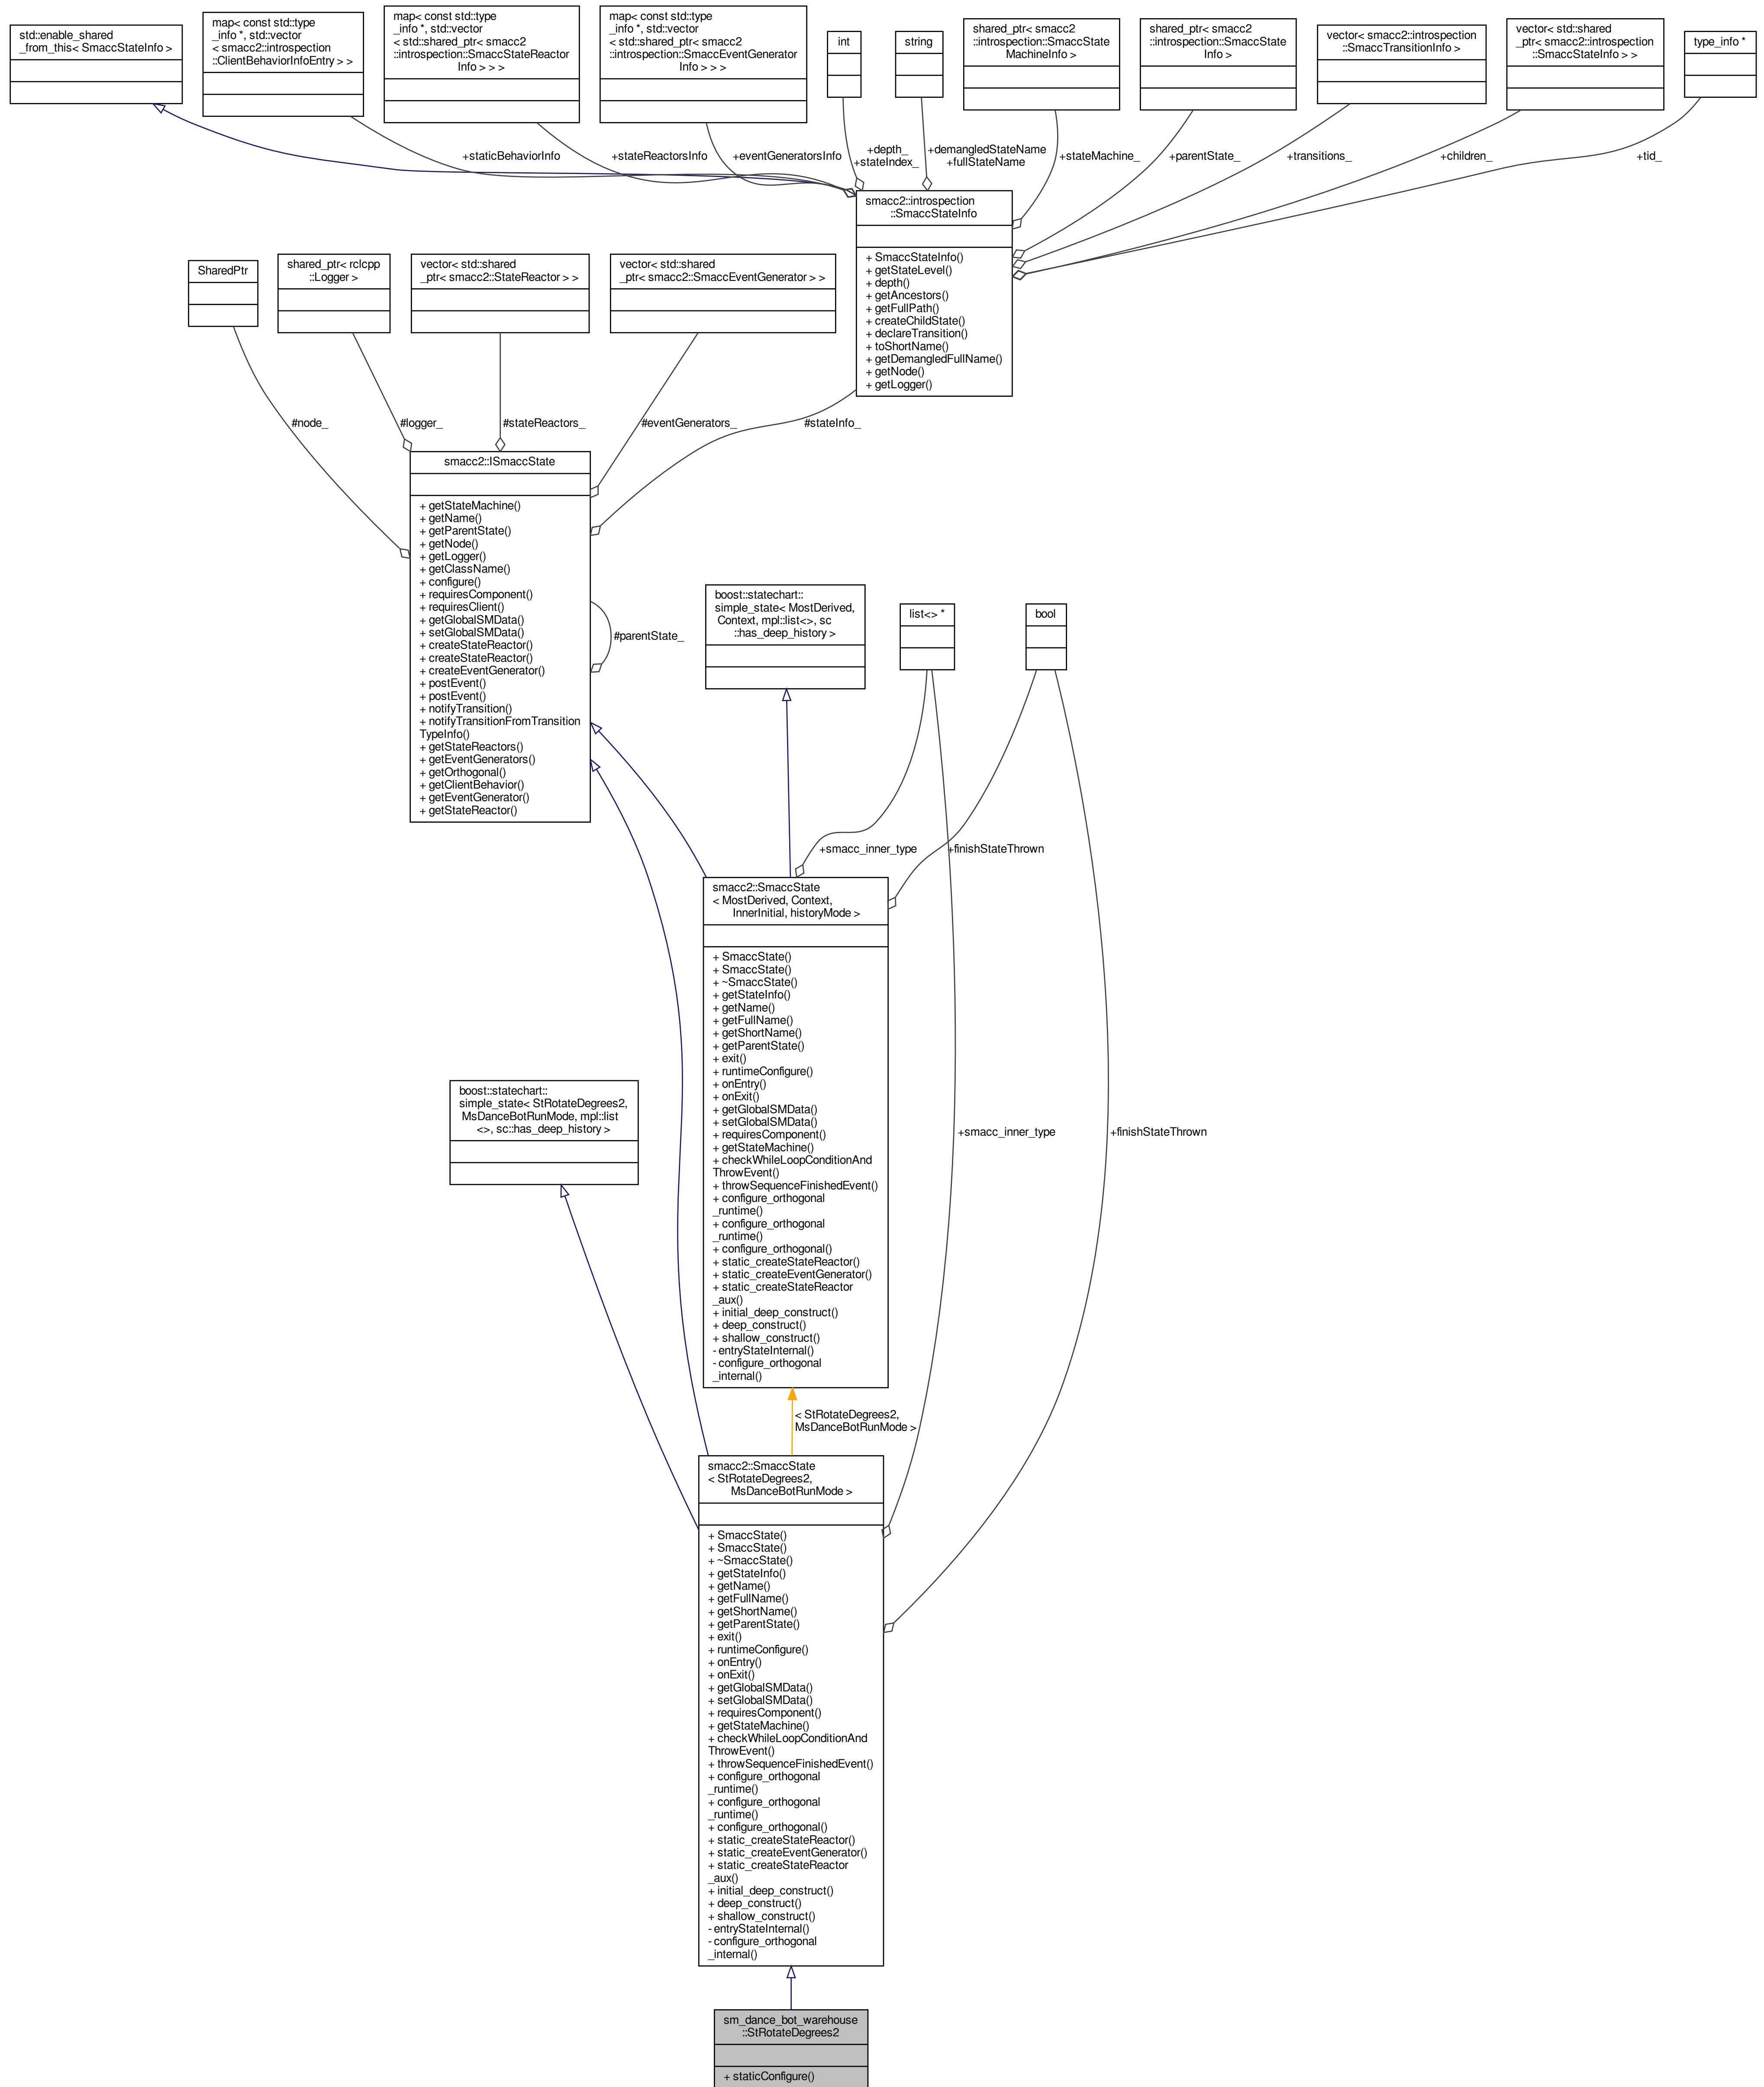 std::enable_shared
_from_this< SmaccStateInfo >
map< const std::type
_info *, std::vector
< smacc2::introspection
::ClientBehaviorInfoEntry > >
map< const std::type
_info *, std::vector
< std::shared_ptr< smacc2
::introspection::SmaccStateReactor
Info > > >
map< const std::type
_info *, std::vector
< std::shared_ptr< smacc2
::introspection::SmaccEventGenerator
Info > > >
int
string
shared_ptr< smacc2
::introspection::SmaccState
MachineInfo >
shared_ptr< smacc2
::introspection::SmaccState
Info >
vector< smacc2::introspection
::SmaccTransitionInfo >
vector< std::shared
_ptr< smacc2::introspection
::SmaccStateInfo > >
type_info *
+staticBehaviorInfo
+stateReactorsInfo
+eventGeneratorsInfo
+depth_
+stateIndex_
+demangledStateName
+fullStateName
+stateMachine_
+parentState_
+transitions_
+children_
+tid_
smacc2::introspection
::SmaccStateInfo
+ SmaccStateInfo()
+ getStateLevel()
+ depth()
+ getAncestors()
+ getFullPath()
+ createChildState()
+ declareTransition()
+ toShortName()
+ getDemangledFullName()
+ getNode()
+ getLogger()
SharedPtr
shared_ptr< rclcpp
::Logger >
vector< std::shared
_ptr< smacc2::StateReactor > >
vector< std::shared
_ptr< smacc2::SmaccEventGenerator > >
#node_
#logger_
#stateReactors_
#eventGenerators_
#stateInfo_
smacc2::ISmaccState
+ getStateMachine()
+ getName()
+ getParentState()
+ getNode()
+ getLogger()
+ getClassName()
+ configure()
+ requiresComponent()
+ requiresClient()
+ getGlobalSMData()
+ setGlobalSMData()
+ createStateReactor()
+ createStateReactor()
+ createEventGenerator()
+ postEvent()
+ postEvent()
+ notifyTransition()
+ notifyTransitionFromTransition
TypeInfo()
+ getStateReactors()
+ getEventGenerators()
+ getOrthogonal()
+ getClientBehavior()
+ getEventGenerator()
+ getStateReactor()
#parentState_
boost::statechart::
simple_state< MostDerived,
Context, mpl::list<>, sc
::has_deep_history >
list<> *
bool
+smacc_inner_type
+finishStateThrown
smacc2::SmaccState
< MostDerived, Context,
InnerInitial, historyMode >
+ SmaccState()
+ SmaccState()
+ ~SmaccState()
+ getStateInfo()
+ getName()
+ getFullName()
+ getShortName()
+ getParentState()
+ exit()
+ runtimeConfigure()
+ onEntry()
+ onExit()
+ getGlobalSMData()
+ setGlobalSMData()
+ requiresComponent()
+ getStateMachine()
+ checkWhileLoopConditionAnd
ThrowEvent()
+ throwSequenceFinishedEvent()
+ configure_orthogonal
_runtime()
+ configure_orthogonal
_runtime()
+ configure_orthogonal()
+ static_createStateReactor()
+ static_createEventGenerator()
+ static_createStateReactor
_aux()
+ initial_deep_construct()
+ deep_construct()
+ shallow_construct()
- entryStateInternal()
- configure_orthogonal
_internal()
boost::statechart::
simple_state< StRotateDegrees2,
MsDanceBotRunMode, mpl::list
<>, sc::has_deep_history >
+smacc_inner_type
+finishStateThrown
< StRotateDegrees2,
MsDanceBotRunMode >
smacc2::SmaccState
< StRotateDegrees2,
MsDanceBotRunMode >
+ SmaccState()
+ SmaccState()
+ ~SmaccState()
+ getStateInfo()
+ getName()
+ getFullName()
+ getShortName()
+ getParentState()
+ exit()
+ runtimeConfigure()
+ onEntry()
+ onExit()
+ getGlobalSMData()
+ setGlobalSMData()
+ requiresComponent()
+ getStateMachine()
+ checkWhileLoopConditionAnd
ThrowEvent()
+ throwSequenceFinishedEvent()
+ configure_orthogonal
_runtime()
+ configure_orthogonal
_runtime()
+ configure_orthogonal()
+ static_createStateReactor()
+ static_createEventGenerator()
+ static_createStateReactor
_aux()
+ initial_deep_construct()
+ deep_construct()
+ shallow_construct()
- entryStateInternal()
- configure_orthogonal
_internal()
sm_dance_bot_warehouse
::StRotateDegrees2
+ staticConfigure()